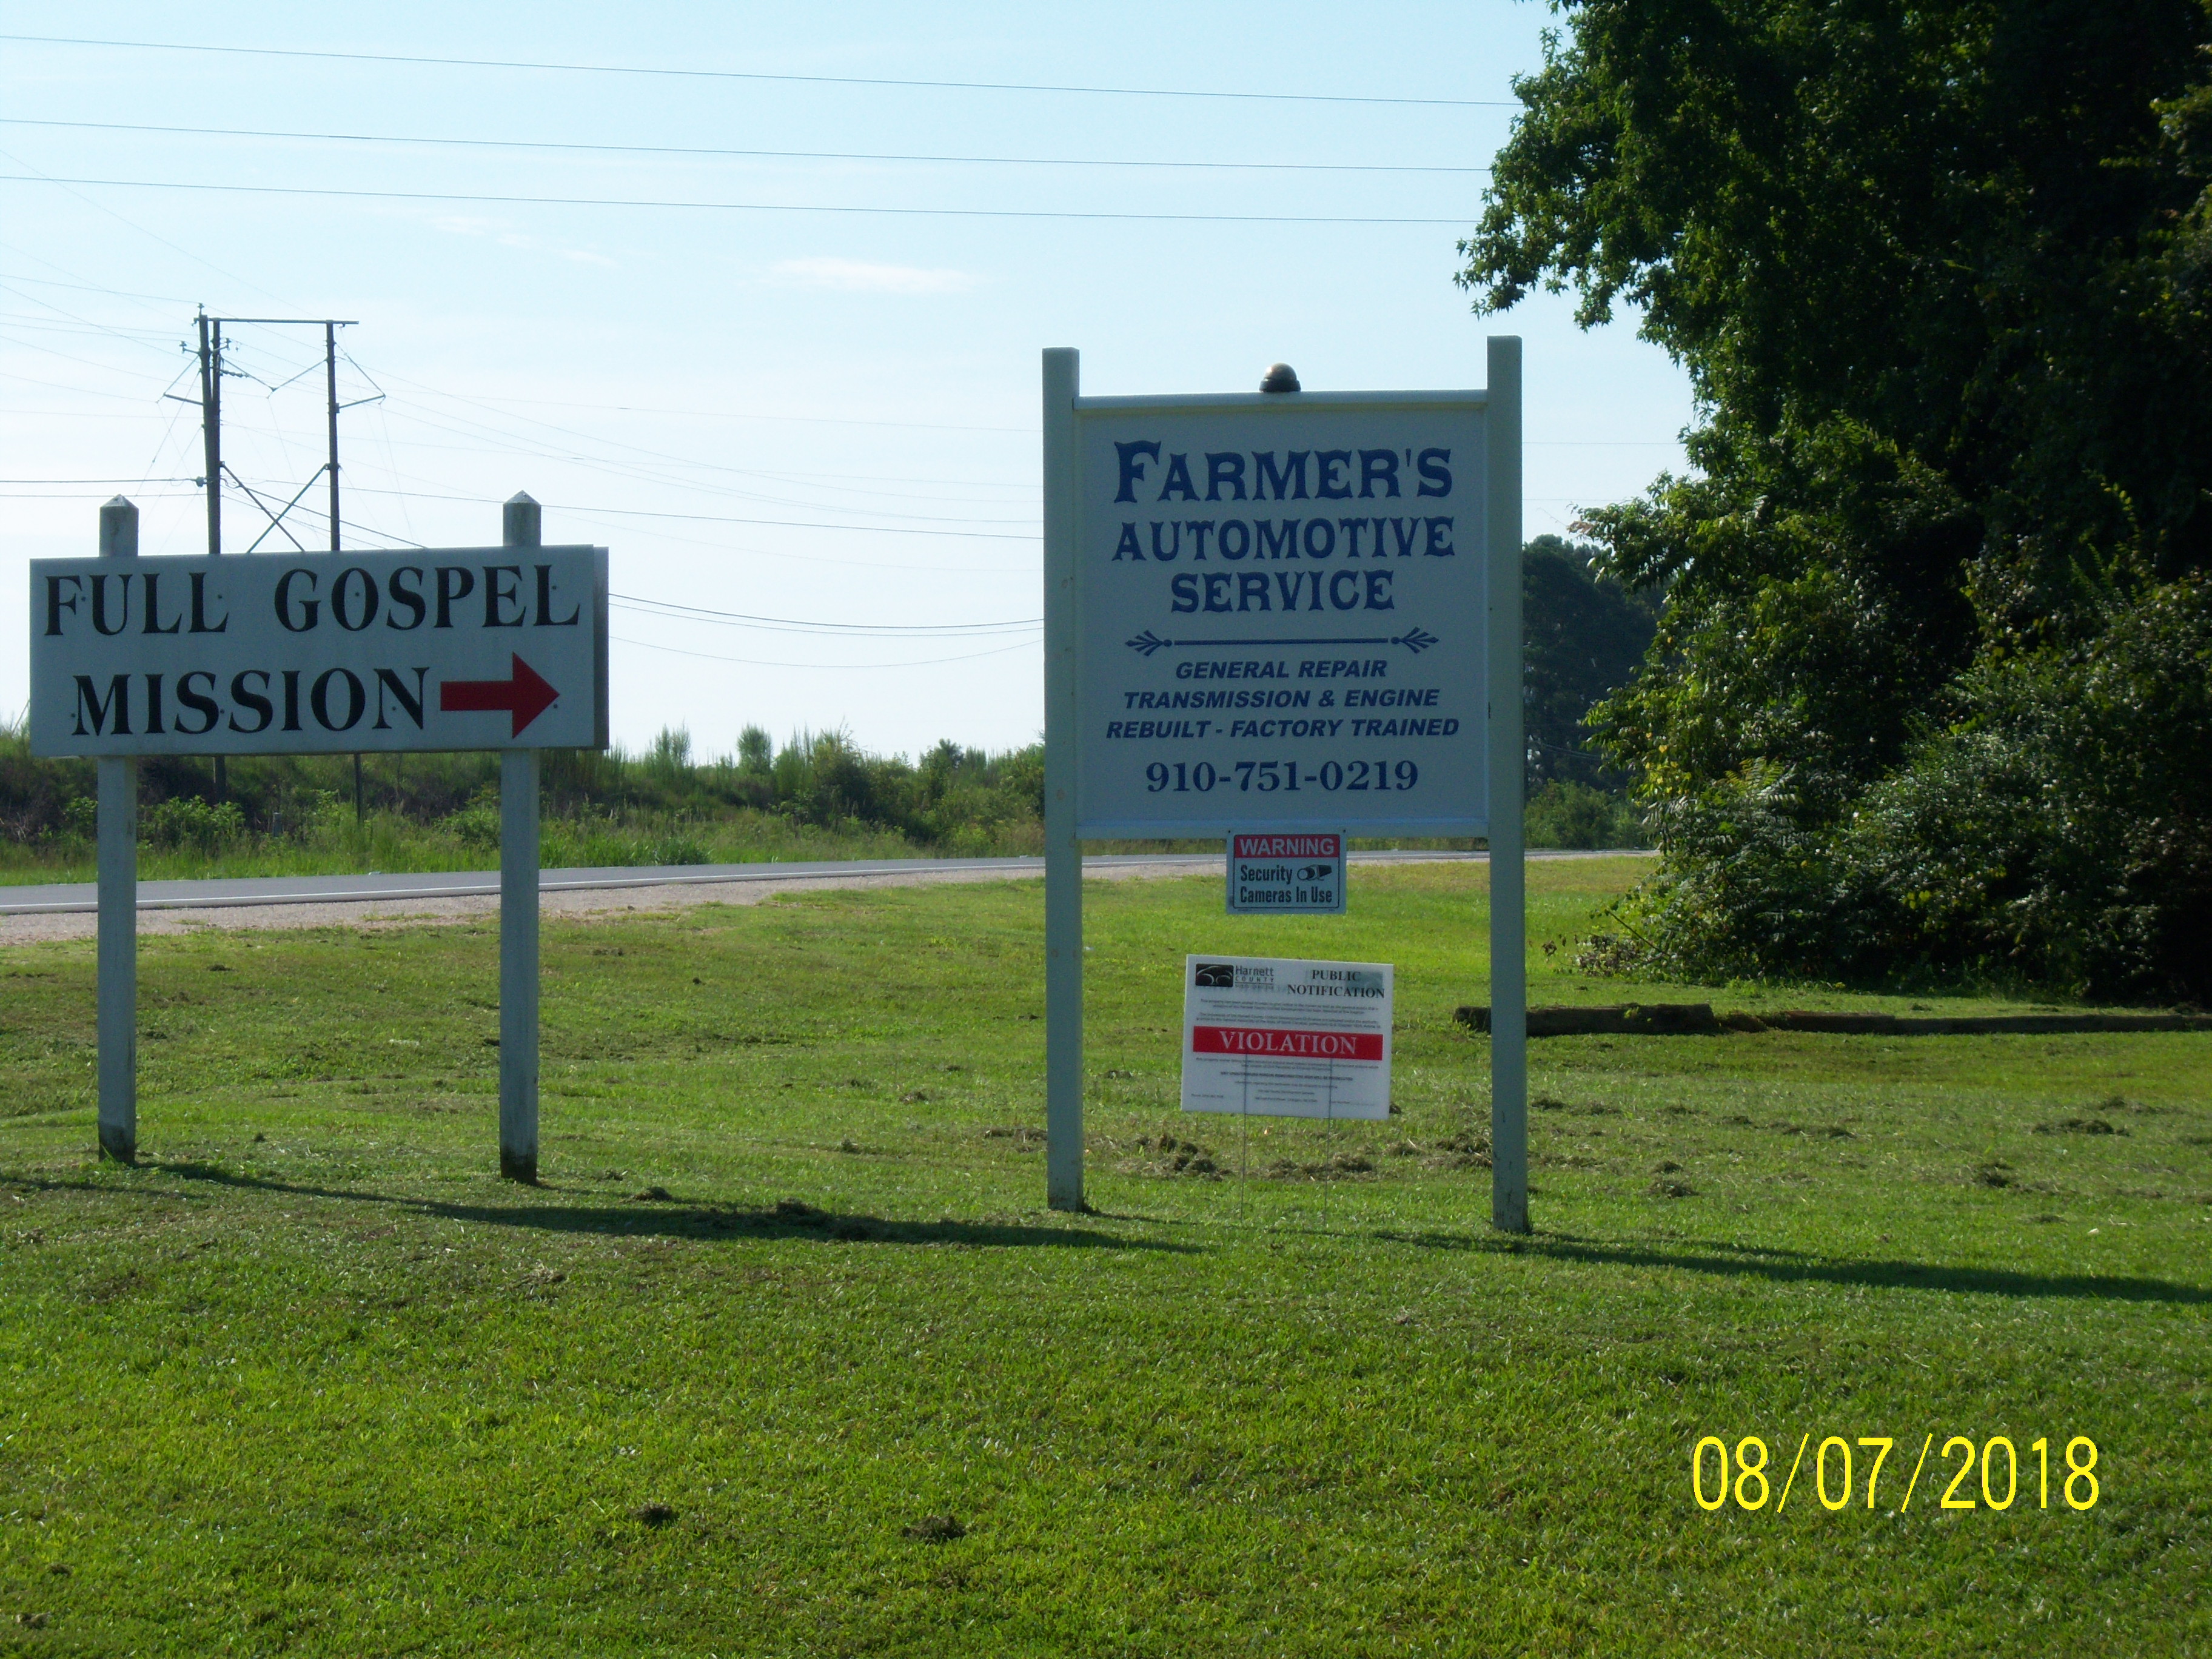 FULL GOSPEL
MISSION
FARMER'S
AUTOMOTIVE
SERVICE
GENERAL REPAIR
TRANSMISSION & ENGINE
REBUILT - FACTORY TRAINED
910-751-0219
WARNING
Security
Cameras In Use
Harnett
COUNTY
PUBLIC
NOTIFICATION
VIOLATION
08/07/2018